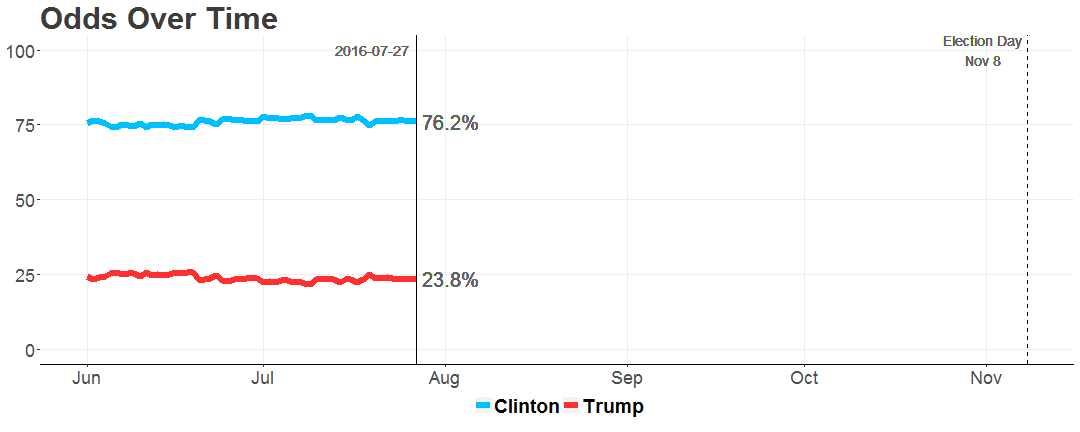 Odds Over Time
100
75
50
25
0
2016-07-27
Election Day
Nov 8
76.2%
23.8%
Jun Jul Aug Sep Oct Nov
Clinton Trump